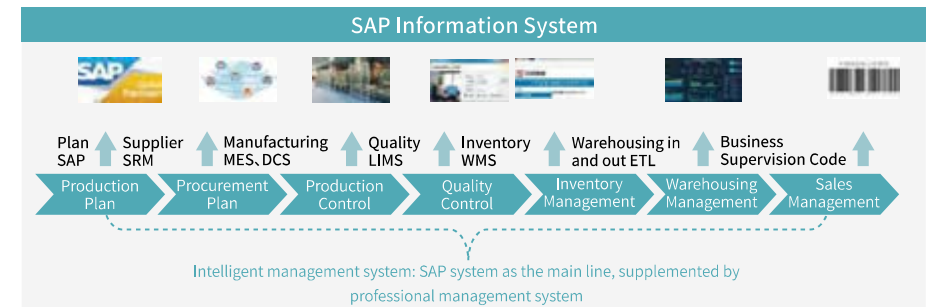 SAP Information System
SAP
Plan
SAP
Supplier
SRM
Manufacturing
MES、DCS
Quality
LIMS
Inventory
WMS
Warehousing in
and out ETL
Business
Supervision Code
Production
Plan
Procurement
Plan
Production
Control
Quality
Control
Inventory
Management
Warehousing
Management
Sales
Management
Intelligent management system: SAP system as the main line, supplemented by
professional management system